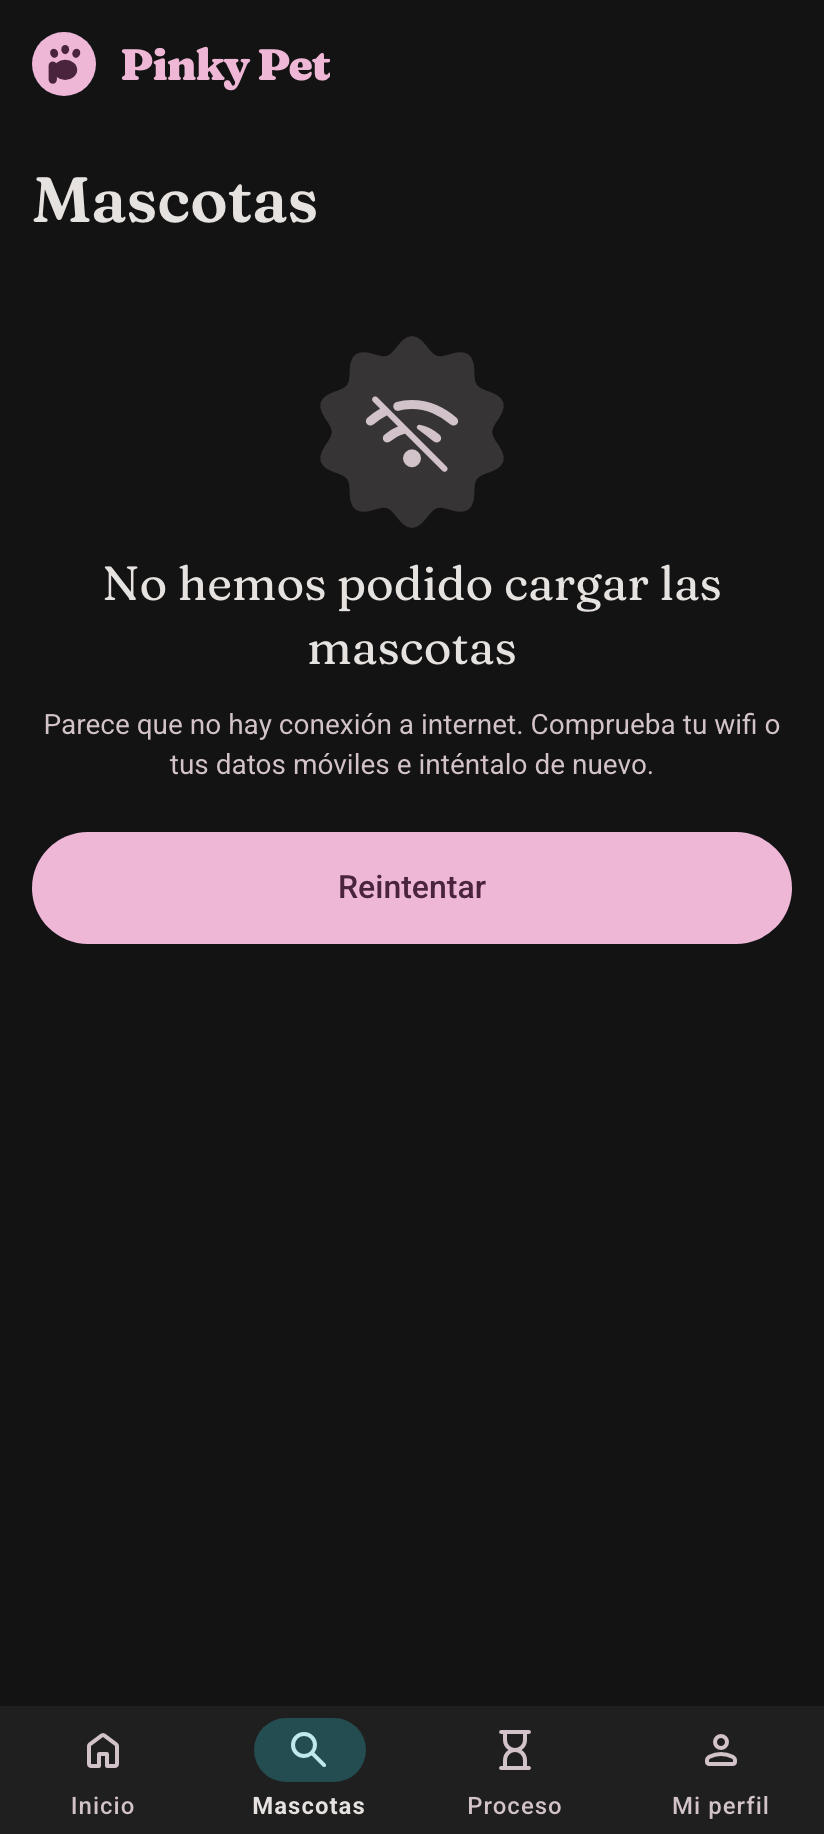 Pinky Pet
Mascotas
No hemos podido cargar las
mascotas
Parece que no hay conexión a internet. Comprueba tu wifi o
tus datos móviles e inténtalo de nuevo.
Reintentar
Inicio
Mascotas
Proceso
Mi perfil